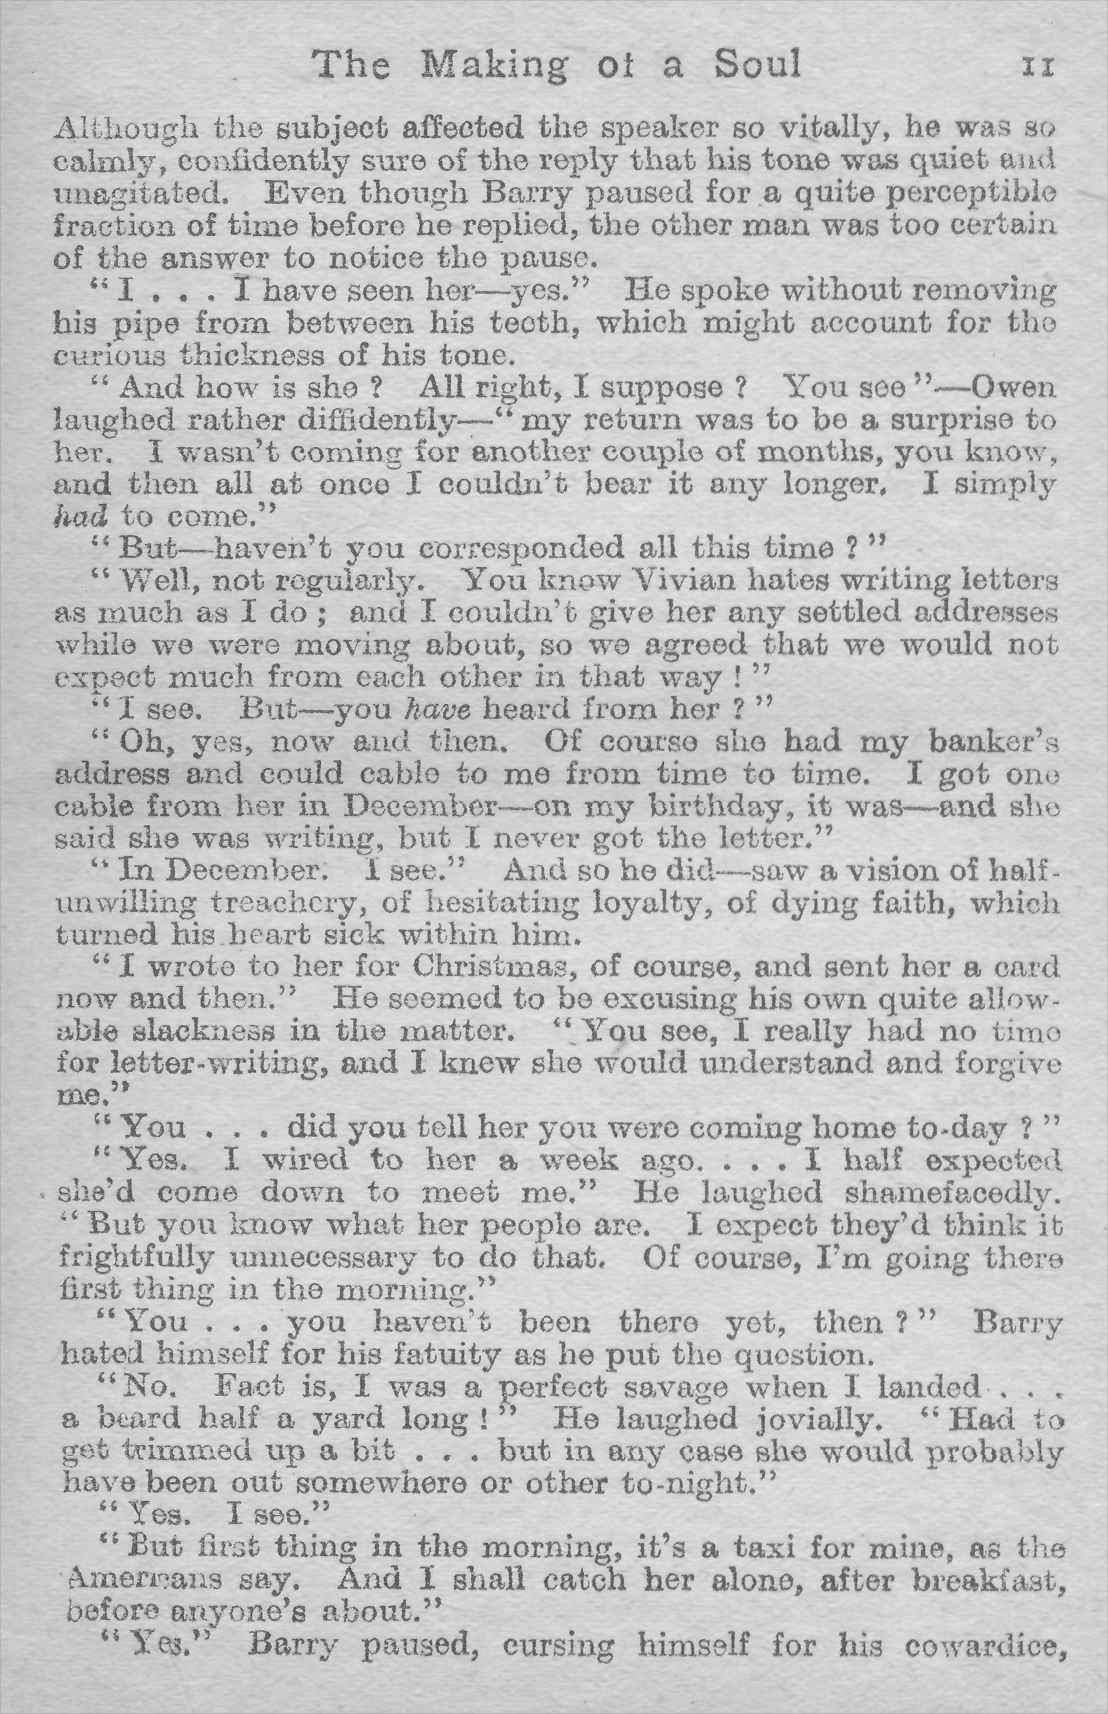 The Making of a Soul 11
Although the subject affected the speaker so vitally, he was so
calmly, confidently sure of the reply that his tone was quiet and
unagitated. Even though Barry paused for a quite perceptible
fraction of time before he replied, the other man was too certain
of the answer to notice the pause.
“I . . . I have seen her—yes.” He spoke without removing
his pipe from between his teeth, which might account for the
curious thickness of his tone.
“And how is she ? All right, I suppose ? You see”—Owen
laughed rather diffidently—“my return was to be a surprise to
her. I wasn’t coming for another couple of months, you know,
and then all at once I couldn’t bear it any longer. I simply
had to come.”
“But—haven’t you corresponded all this time ?”
“Well, not regularly. You know Vivian hates writing letters
as much as I do ; and I couldn’t give her any settled addresses
while we were moving about, so we agreed that we would not
expect much from each other in that way !”
“I see. But—you have heard from her ?”
“Oh, yes, now and then. Of course she had my banker’s
address and could cable to me from time to time. I got one
cable from her in December—on my birthday, it was—and she
said she was writing, but I never got the letter.”
“In December. I see.” And so he did—saw a vision of half-
unwilling treachery, of hesitating loyalty, of dying faith, which
turned his heart sick within him.
“I wrote to her for Christmas, of course, and sent her a card
now and then.” He seemed to be excusing his own quite allow-
able slackness in the matter. “You see, I really had no time
for letter-writing, and I knew she would understand and forgive
me.”
“You . . . did you tell her you were coming home to-day ?”
“Yes. I wired to her a week ago. . . . I half expected
she’d come down to meet me.” He laughed shamefacedly.
“But you know what her people are. I expect they’d think it
frightfully unnecessary to do that. Of course, I’m going there
first thing in the morning.”
“You . . . you haven’t been there yet, then ?” Barry
hated himself for his fatuity as he put the question.
“No. Fact is, I was a perfect savage when I landed . . .
a beard half a yard long !” He laughed jovially. “Had to
get trimmed up a bit . . . but in any case she would probably
have been out somewhere or other to-night.”
“Yes. I see.”
“But first thing in the morning, it’s a taxi for mine, as the
Americans say. And I shall catch her alone, after breakfast,
before anyone’s about.”
“Yes.” Barry paused, cursing himself for his cowardice,